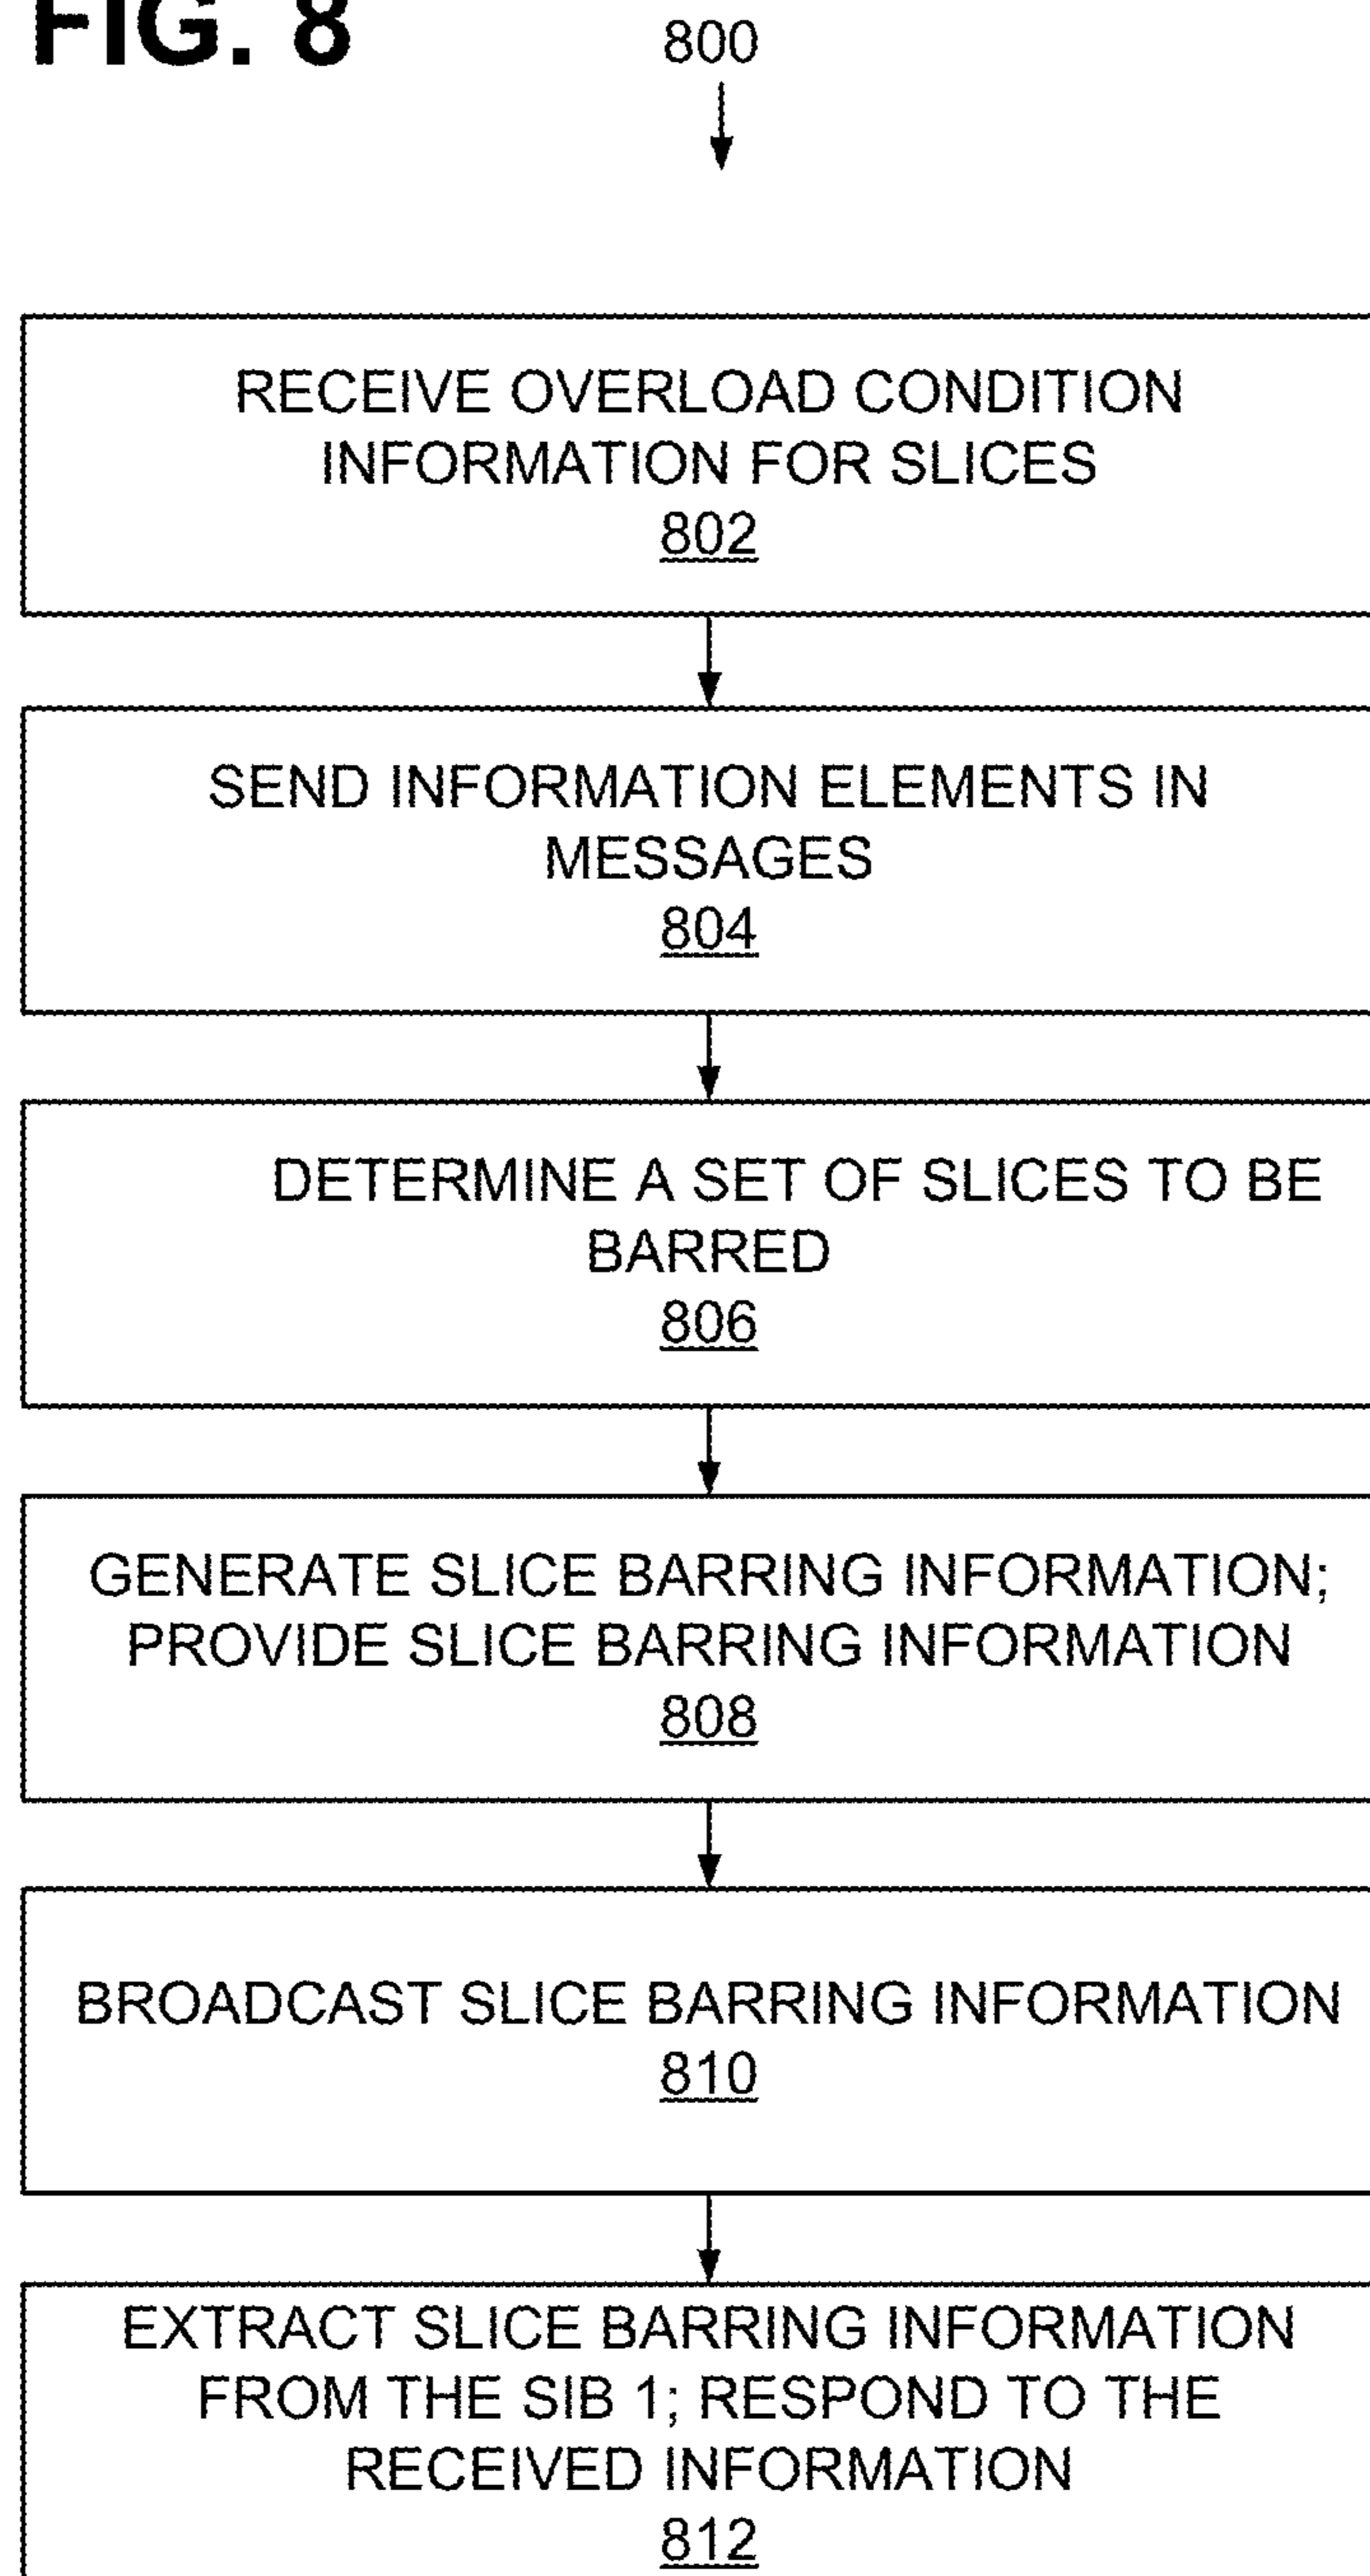 FIG. 8
800
RECEIVE OVERLOAD CONDITION
INFORMATION FOR SLICES
802
SEND INFORMATION ELEMENTS IN
MESSAGES
804
DETERMINE A SET OF SLICES TO BE
BARRED
806
GENERATE SLICE BARRING INFORMATION;
PROVIDE SLICE BARRING INFORMATION
808
BROADCAST SLICE BARRING INFORMATION
810
EXTRACT SLICE BARRING INFORMATION
FROM THE SIB 1; RESPOND TO THE
RECEIVED INFORMATION
812